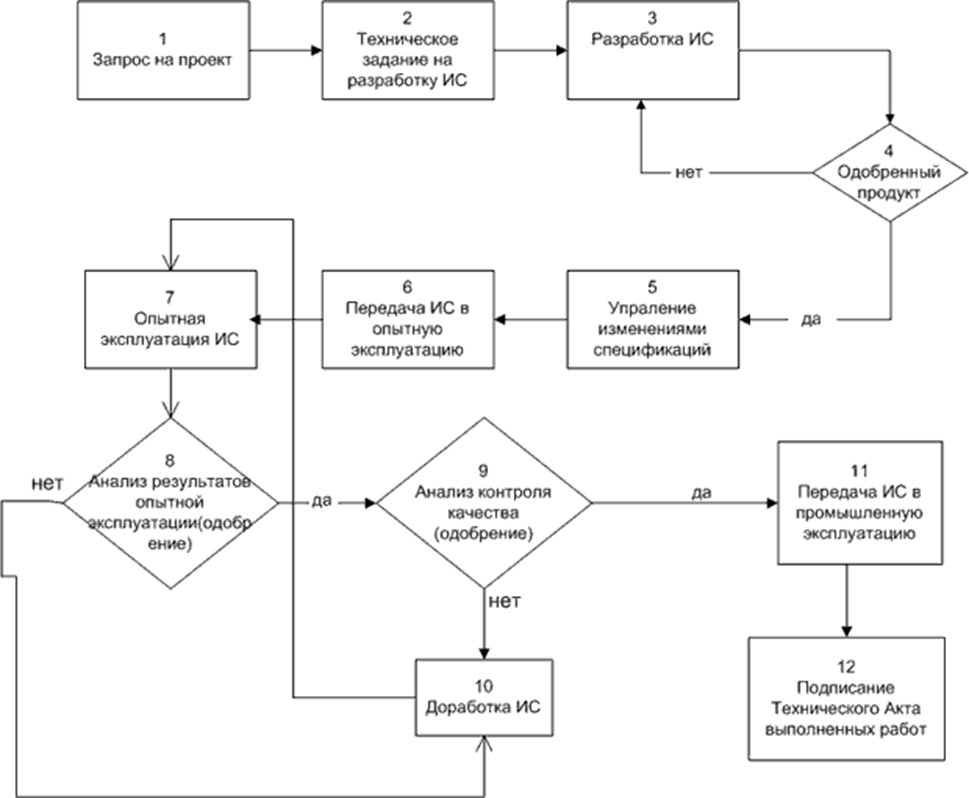 1
Запрос на проект
2
Техническое
задание на
разработку ИС
3
Разработка ИС
4
Одобренный
продукт
нет
да
5
Упраление
изменениями
спецификаций
6
Передача ИС в
опытную
эксплуатацию
7
Опытная
эксплуатация ИС
8
Анализ результатов
опытной
эксплуатации(одобр
ение)
нет
да
9
Анализ контроля
качества
(одобрение)
да
нет
10
Доработка ИС
11
Передача ИС в
промышленную
эксплуатацию
12
Подписание
Технического Акта
выполненных работ